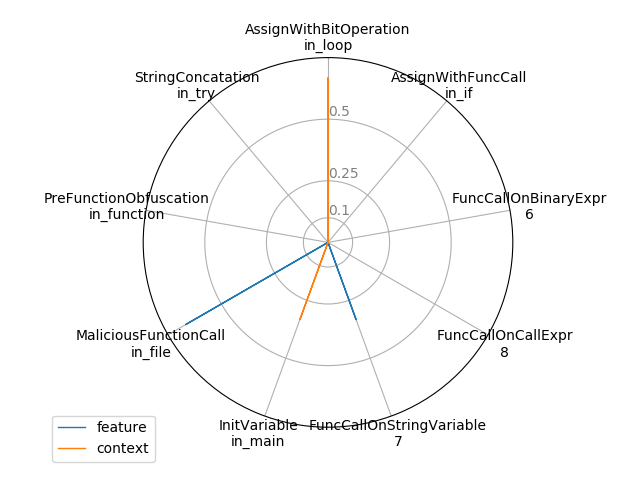 AssignWithBitOperation
in_loop
StringConcatation
in_try
AssignWithFuncCall
in_if
0.5
0.25
0.1
PreFunctionObfuscation
in_function
FuncCallOnBinaryExpr
6
MaliciousFunctionCall
in_file
FuncCallOnCallExpr
8
InitVariable
in_main
FuncCallOnStringVariable
7
feature
context